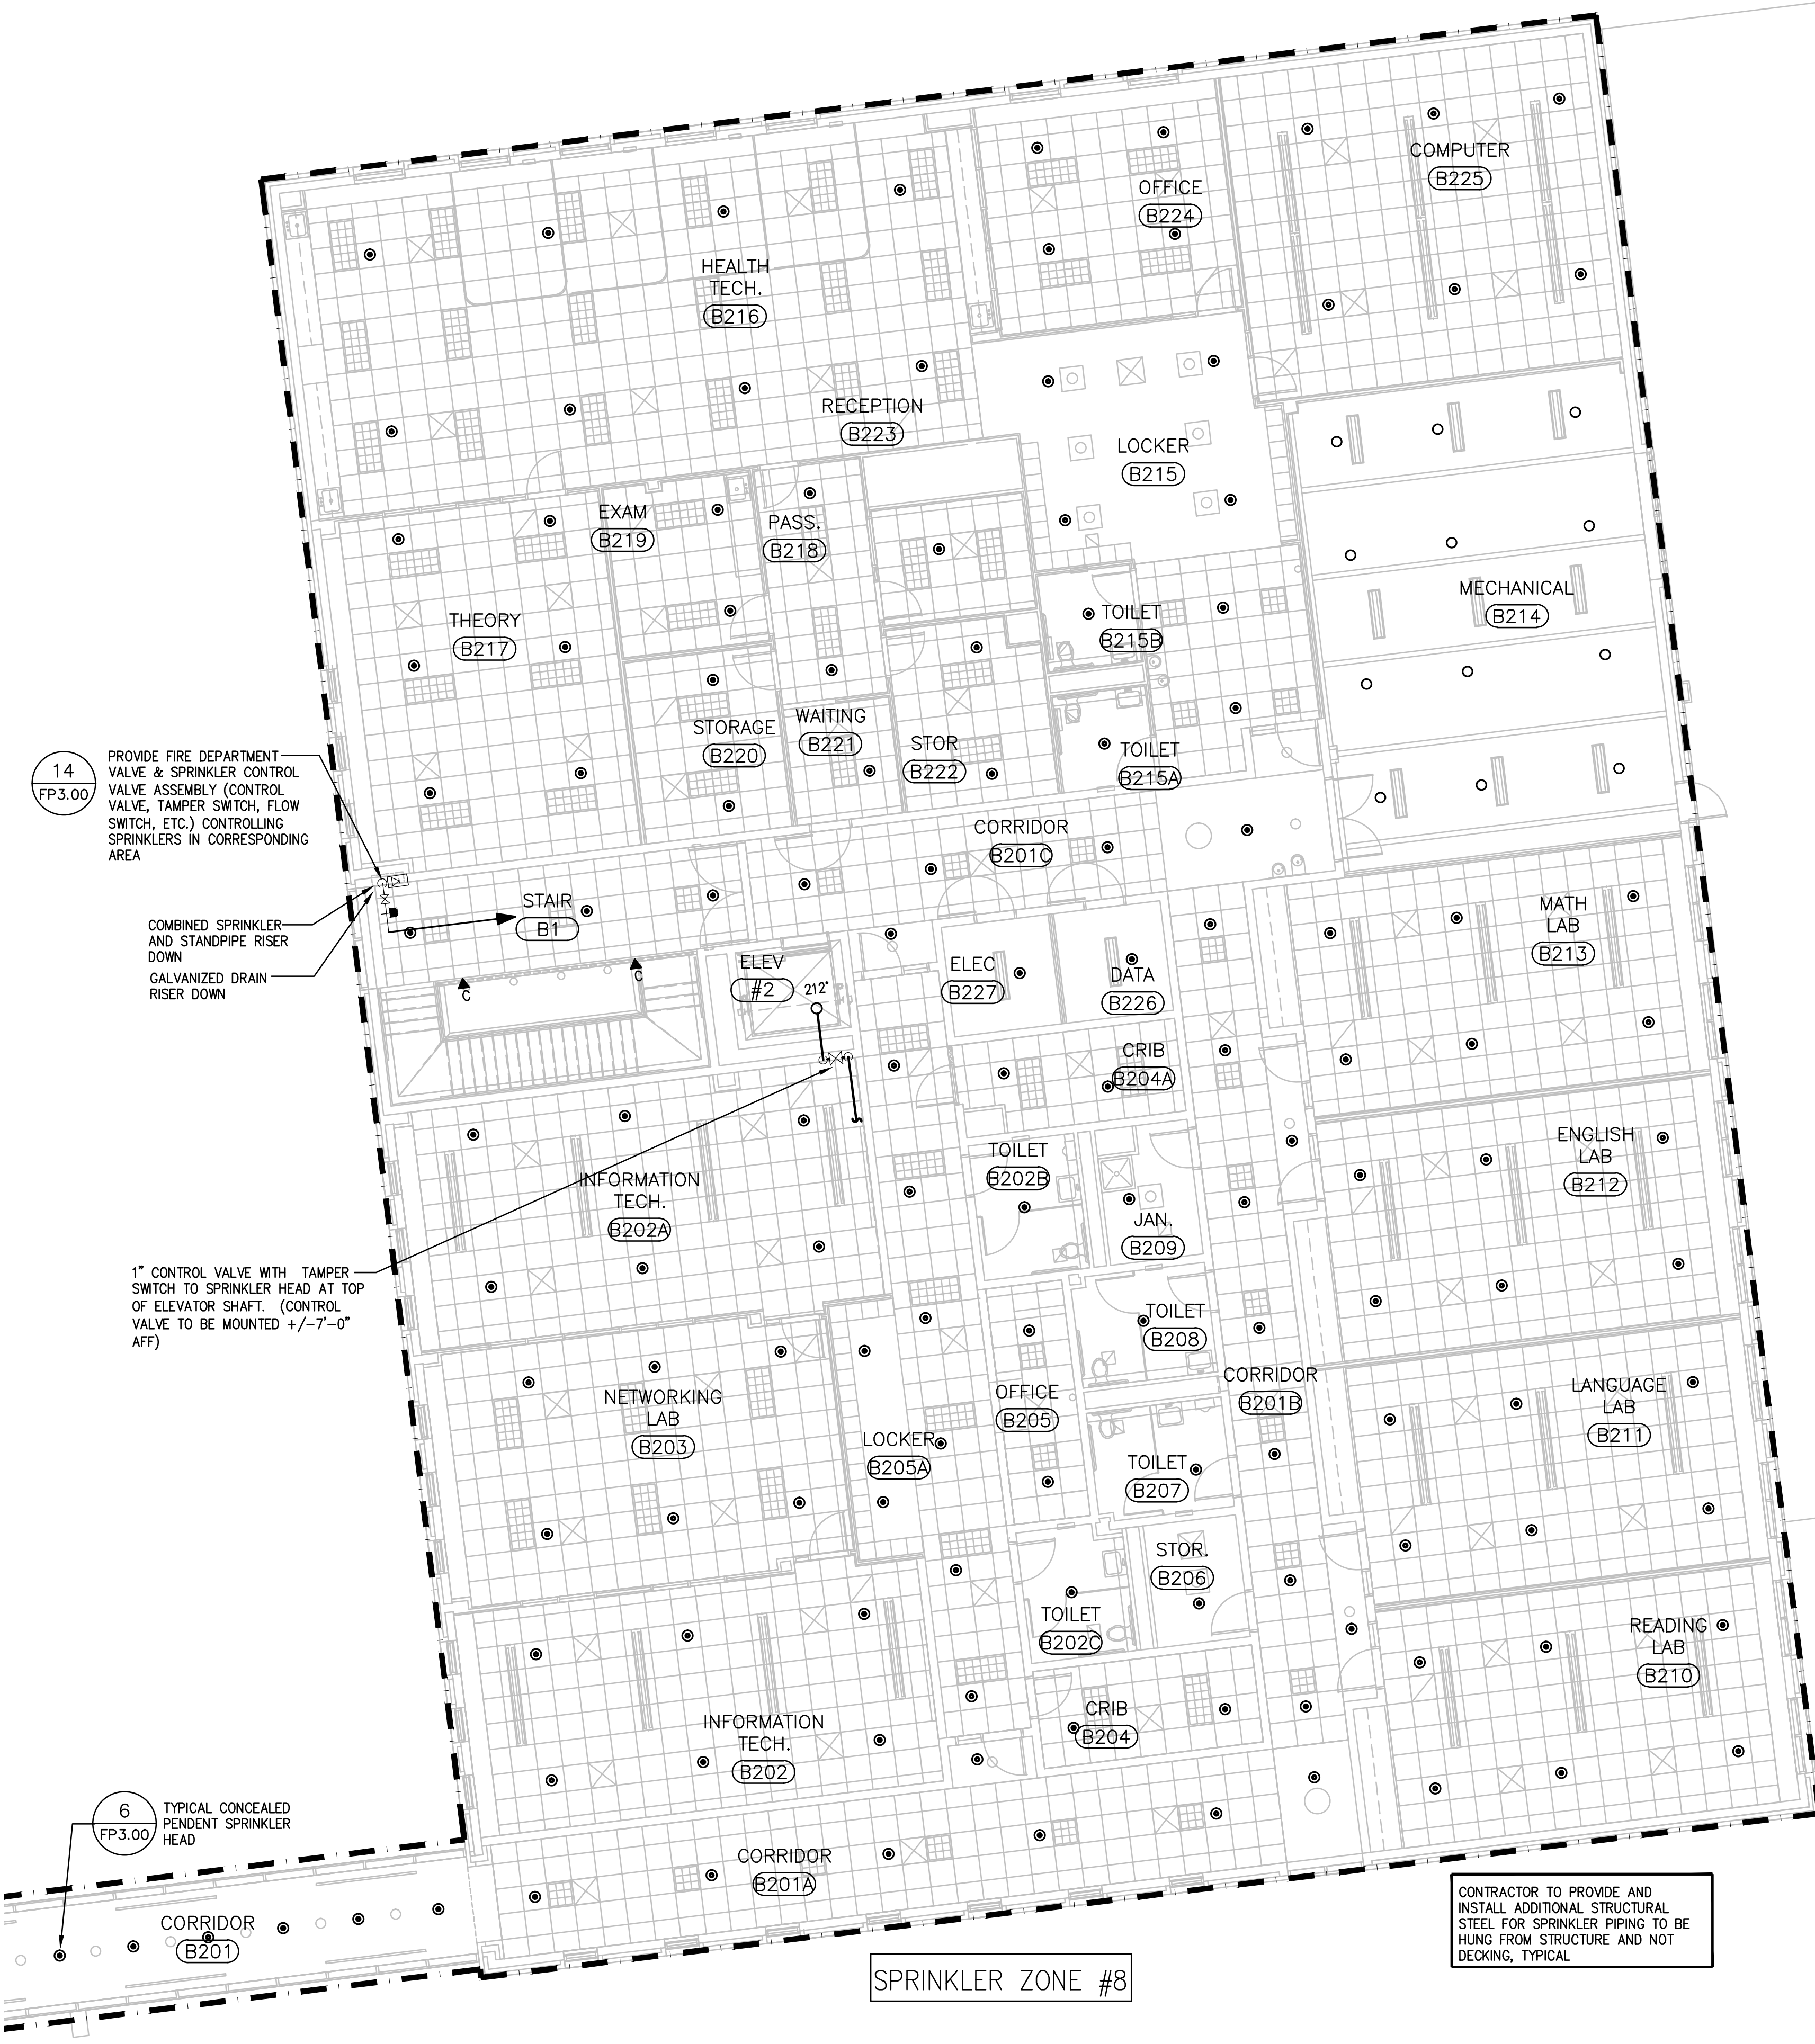 COMPUTER
B225
OFFICE
B224
HEALTH
TECH.
B216
RECEPTION
B223
LOCKER
B215
EXAM
B219
PASS.
B218
THEORY
B217
TOILET
B215B
MECHANICAL
B214
STORAGE
B220
WAITING
B221
STOR
B222
TOILET
B215A
14
FP3.00
PROVIDE FIRE DEPARTMENT
VALVE & SPRINKLER CONTROL
VALVE ASSEMBLY (CONTROL
VALVE, TAMPER SWITCH, FLOW
SWITCH, ETC.) CONTROLLING
SPRINKLERS IN CORRESPONDING
AREA
CORRIDOR
B201C
STAIR
B1
COMBINED SPRINKLER
AND STANDPIPE RISER
DOWN
GALVANIZED DRAIN
RISER DOWN
C
C
ELEV
#2
212°
ELEC
B227
DATA
B226
MATH
LAB
B213
CRIB
B204A
TOILET
B202B
ENGLISH
LAB
B212
INFORMATION
TECH.
B202A
JAN.
B209
1" CONTROL VALVE WITH TAMPER
SWITCH TO SPRINKLER HEAD AT TOP
OF ELEVATOR SHAFT. (CONTROL
VALVE TO BE MOUNTED +/-7'-0"
AFF)
TOILET
B208
NETWORKING
LAB
B203
OFFICE
B205
CORRIDOR
B201B
LANGUAGE
LAB
B211
LOCKER
B205A
TOILET
B207
STOR.
B206
TOILET
B202C
READING
LAB
B210
INFORMATION
TECH.
B202
CRIB
B204
6
FP3.00
TYPICAL CONCEALED
PENDENT SPRINKLER
HEAD
CORRIDOR
B201A
CORRIDOR
B201
CONTRACTOR TO PROVIDE AND
INSTALL ADDITIONAL STRUCTURAL
STEEL FOR SPRINKLER PIPING TO BE
HUNG FROM STRUCTURE AND NOT
DECKING, TYPICAL
SPRINKLER ZONE #8